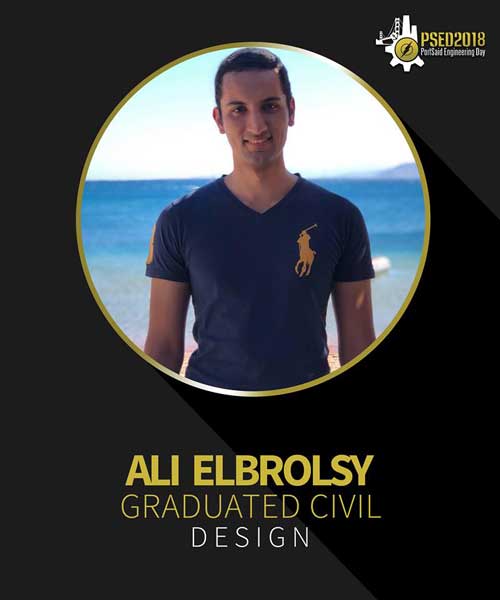 PSED2018
PortSaid Engineering Day
ALI ELBROLSY
GRADUATED CIVIL
DESIGN